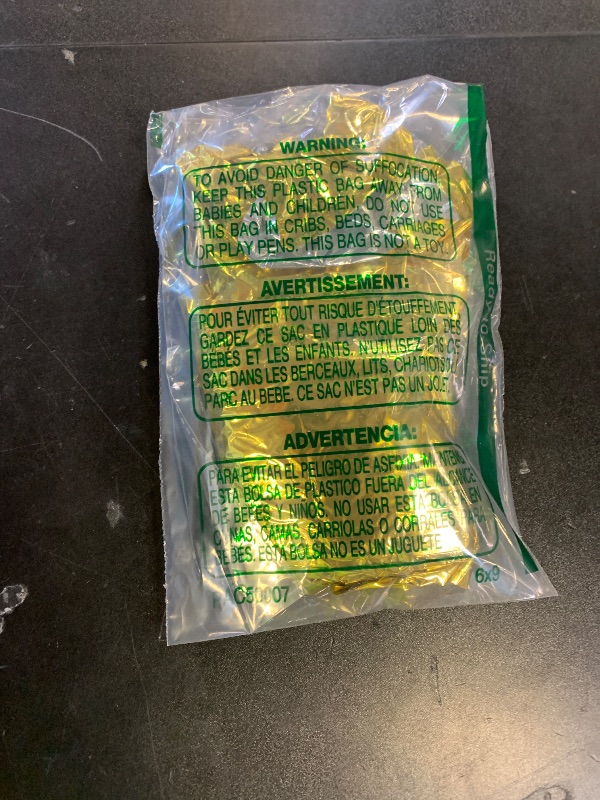 WARNING:
TO AVOID DANGER OF SUFFOCATION
KEEP THIS PLASTIC BAG AWAY FROM
BABIES AND CHILDREN. DO NOT USE
THIS BAG IN CRIBS, BEDS, CARRIAGES
OR PLAY PENS. THIS BAG IS NOT A TOY.
AVERTISSEMENT:
POUR ÉVITER TOUT RISQUE D'ÉTOUFFEMENT,
GARDEZ CE SAC EN PLASTIQUE LOIN DES
BÉBÉS ET LES ENFANTS. N'UTILISEZ PAS CE
SAC DANS LES BERCEAUX, LITS, CHARIOTS OU
PARC AU BEBE. CE SAC N'EST PAS UN JOUET.
ADVERTENCIA:
PARA EVITAR EL PELIGRO DE ASFIXIA, MANTENGA
ESTA BOLSA DE PLASTICO FUERA DEL ALCANCE
DE BEFES Y NINOS. NO USAR ESTA BOLSA EN
CUNAS, CAMAS, CARRIOLAS O CORRALES PARA
BEBES. ESTA BOLSA NO ES UN JUGUETE
6x9
Ready to Ship